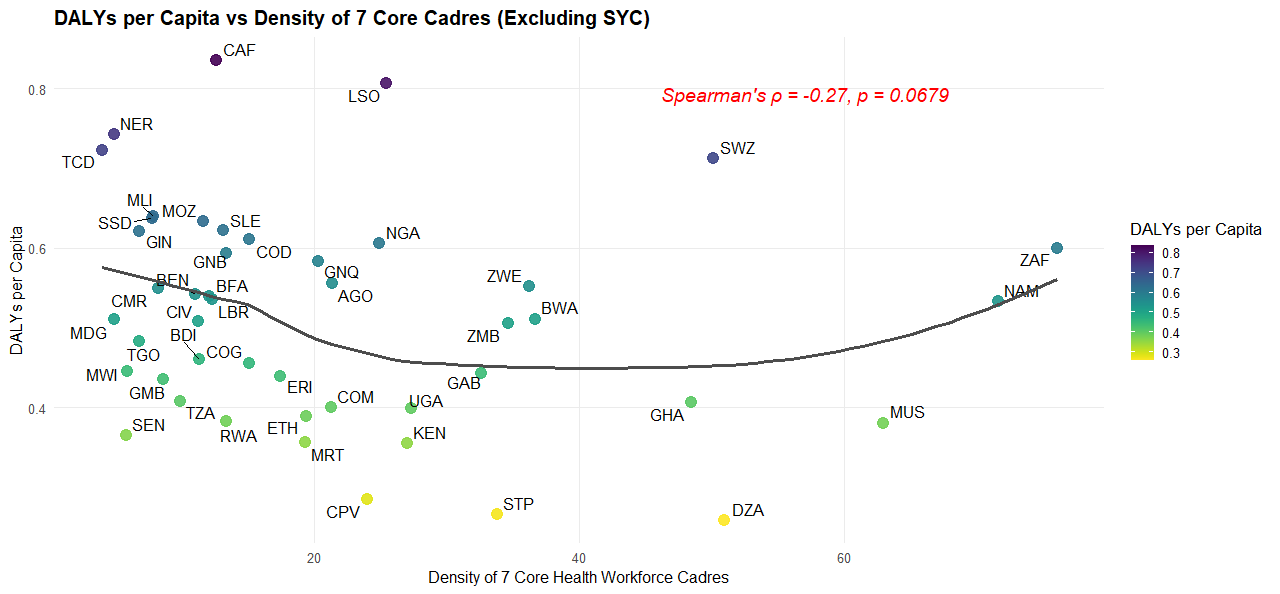 DALYs per Capita vs Density of 7 Core Cadres (Excluding SYC)
CAF
LSO
Spearman's ρ = -0.27, p = 0.0679
NER
TCD
SWZ
MLI
MOZ
SSD
SLE
GIN
COD
NGA
GNB
GNQ
ZAF
BEN
BFA
AGO
ZWE
NAM
CMR
CIV
LBR
BWA
MDG
BDI
ZMB
TGO
COG
MWI
GMB
ERI
GAB
TZA
COM
UGA
GHA
MUS
SEN
RWA
ETH
KEN
MRT
CPV
STP
DZA
0.8
0.6
0.4
DALYs per Capita
20
40
60
Density of 7 Core Health Workforce Cadres
DALYs per Capita
0.8
0.7
0.6
0.5
0.4
0.3